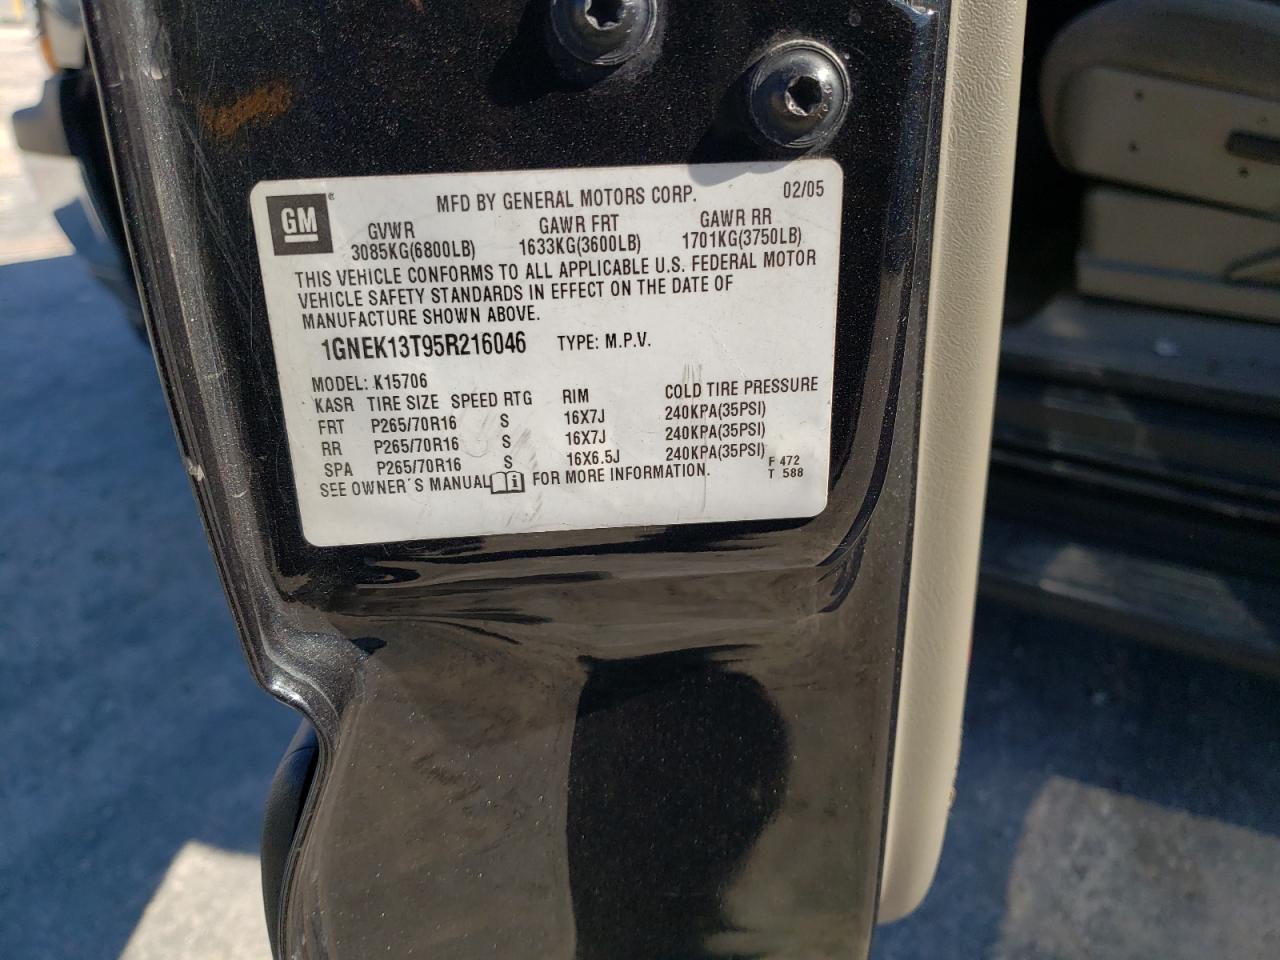 GM ® MFD BY GENERAL MOTORS CORP. 02/05
GVWR GAWR FRT GAWR RR
3085KG(6800LB) 1633KG(3600LB) 1701KG(3750LB)
THIS VEHICLE CONFORMS TO ALL APPLICABLE U.S. FEDERAL MOTOR
VEHICLE SAFETY STANDARDS IN EFFECT ON THE DATE OF
MANUFACTURE SHOWN ABOVE.
1GNEK13T95R216046 TYPE: M.P.V.
MODEL: K15706
KASR TIRE SIZE SPEED RTG RIM COLD TIRE PRESSURE
FRT P265/70R16 S 16X7J 240KPA(35PSI)
RR P265/70R16 S 16X7J 240KPA(35PSI)
SPA P265/70R16 S 16X6.5J 240KPA(35PSI)
SEE OWNER'S MANUAL FOR MORE INFORMATION.
F 472
T 588